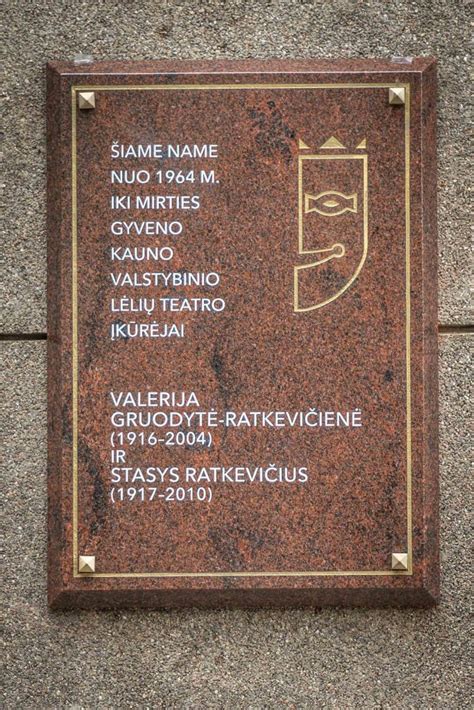 ŠIAME NAME
NUO 1964 M.
IKI MIRTIES
GYVENO
KAUNO
VALSTYBINIO
LĖLIŲ TEATRO
ĮKŪRĖJAI
VALERIJA
GRUODYTĖ-RATKEVIČIENĖ
(1916–2004)
IR
STASYS RATKEVIČIUS
(1917–2010)